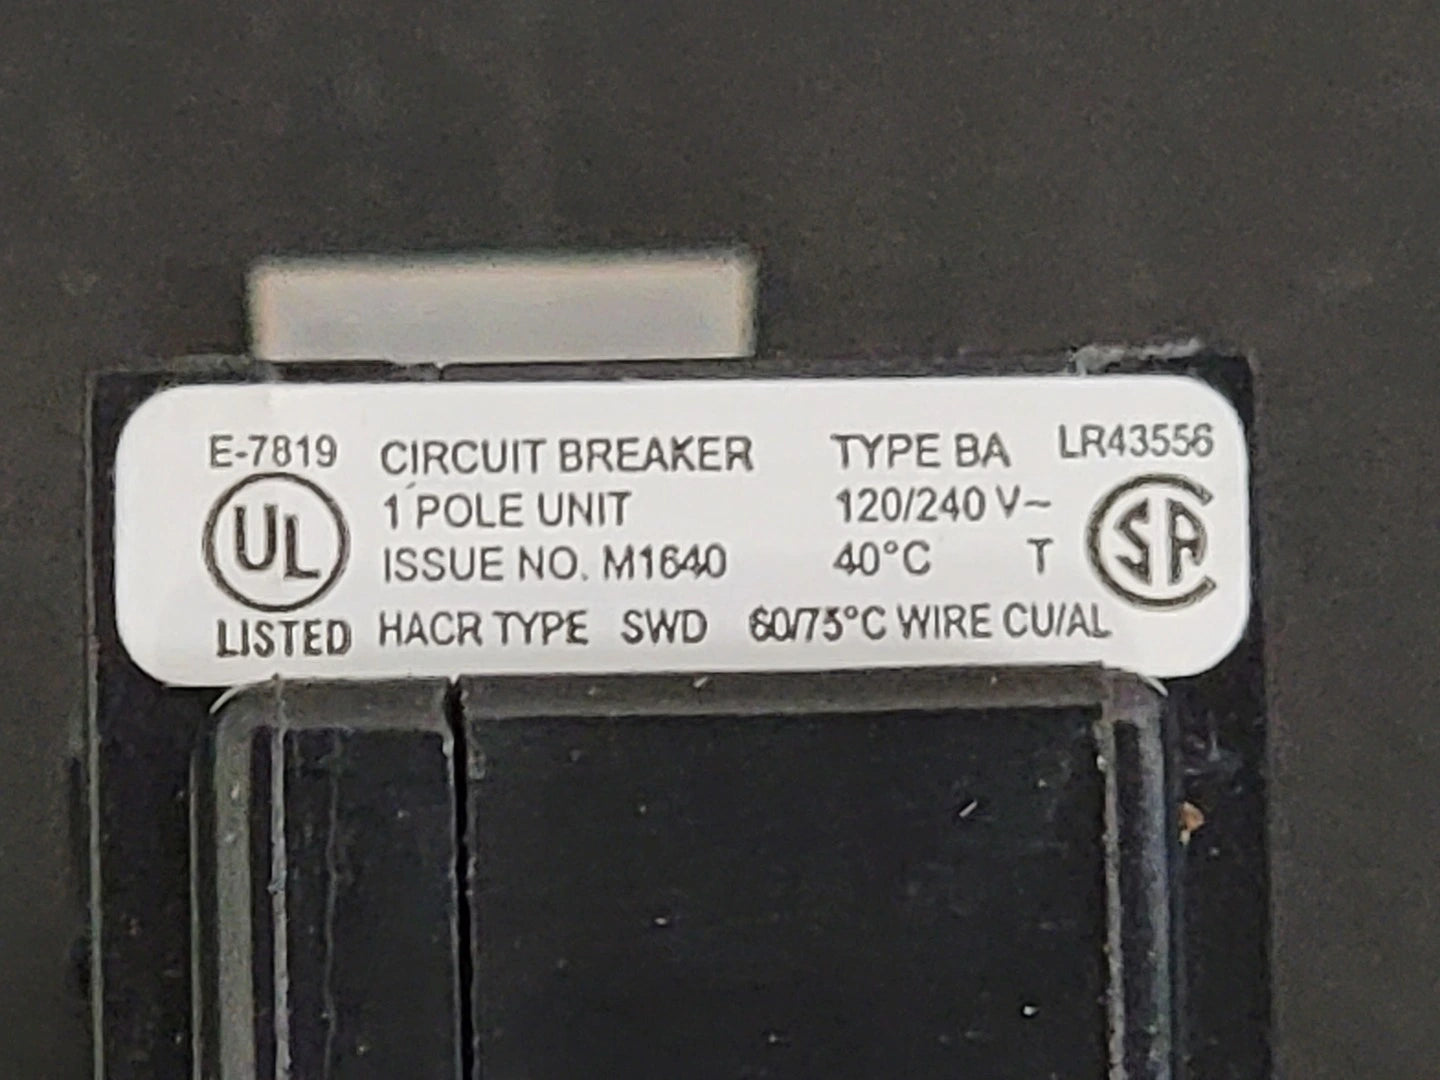 E-7819 CIRCUIT BREAKER TYPE BA LR43556
1 POLE UNIT 120/240 V~
UL ISSUE NO. M1640 40°C T SA
LISTED HACR TYPE SWD 60/75°C WIRE CU/AL